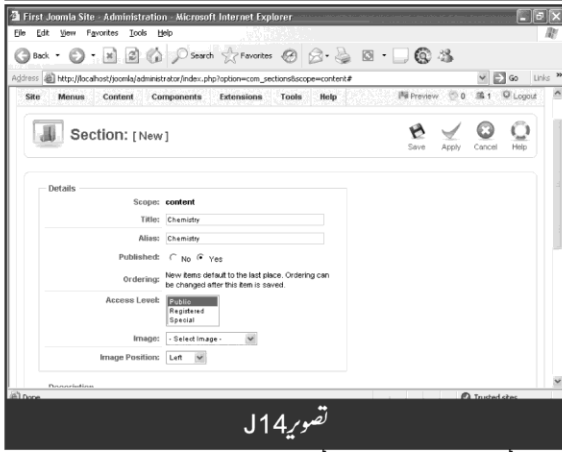 First Joomla Site - Administration - Microsoft Internet Explorer
File Edit View Favorites Tools Help
Back Search Favorites
Address http://localhost/joomla/administrator/index.php?option=com_sections&scope=content# Go Links »
Site Menus Content Components Extensions Tools Help Preview 0 1 Logout
Section: [ New ]
Save Apply Cancel Help
Details
Scope: content
Title: Chemistry
Alias: Chemistry
Published: No Yes
Ordering: New items default to the last place. Ordering can
be changed after this item is saved.
Access Level: Public
Registered
Special
Image: - Select Image -
Image Position: Left
Description
Done Trusted sites
تصویر J14